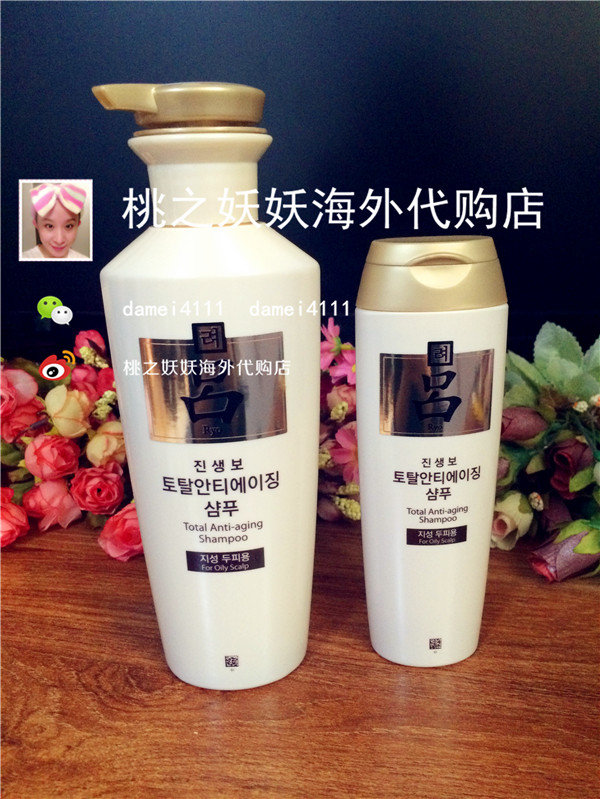 桃之妖妖海外代购店
damei4111 damei4111
桃之妖妖海外代购店
려
呂
Ryo
진생보
토탈안티에이징
샴푸
Total Anti-aging
Shampoo
지성 두피용
For Oily Scalp
려
呂
진생보
토탈안티에이징
샴푸
Total Anti-aging
Shampoo
지성 두피용
For Oily Scalp